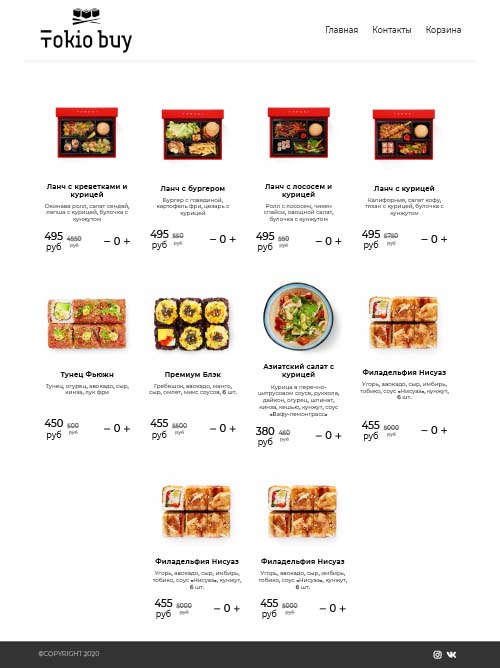 Tokio buy
Главная Контакты Корзина
Ланч с креветками и
курицей
Окинава ролл, салат сендай,
лапша с курицей, булочка с
кунжутом
495 4550
руб руб
– 0 +
Ланч с бургером
Бургер с говядиной,
картофель фри, цезарь с
курицей
495 550
руб руб
– 0 +
Ланч с лососем и
курицей
Ролл с лососем, чикен
спайси, овощной салат,
булочка с кунжутом
495 550
руб руб
– 0 +
Ланч с курицей
Калифорния, салат кофу,
тяхан с курицей, булочка с
кунжутом
495 5750
руб руб
– 0 +
Тунец Фьюжн
Тунец, огурец, авокадо, сыр,
кинза, лук фри
450 500
руб руб
– 0 +
Премиум Блэк
Гребешок, авокадо, манго,
сыр, омлет, микс соусов, 6 шт.
455 5500
руб руб
– 0 +
Азиатский салат с
курицей
Курица в перечно-
цитрусовом соусе, руккола,
дайкон, огурец, шпинат,
кинза, кешью, кунжут, соус
«Вафу-лемонграсс»
380 450
руб руб
– 0 +
Филадельфия Нисуаз
Угорь, авокадо, сыр, имбирь,
тобико, соус «Нисуаз», кунжут,
6 шт.
455 5000
руб руб
– 0 +
Филадельфия Нисуаз
Угорь, авокадо, сыр, имбирь,
тобико, соус «Нисуаз», кунжут,
6 шт.
455 5000
руб руб
– 0 +
Филадельфия Нисуаз
Угорь, авокадо, сыр, имбирь,
тобико, соус «Нисуаз», кунжут,
6 шт.
455 5000
руб руб
– 0 +
©COPYRIGHT 2020